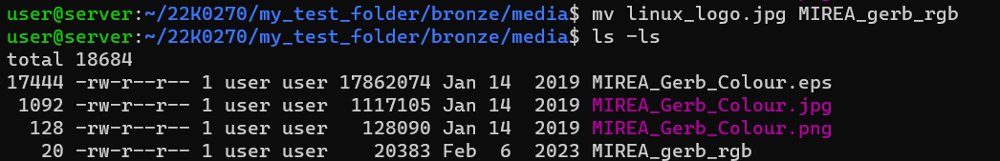 user@server:~/22K0270/my_test_folder/bronze/media$ mv linux_logo.jpg MIREA_gerb_rgb
user@server:~/22K0270/my_test_folder/bronze/media$ ls -ls
total 18684
17444 -rw-r--r-- 1 user user 17862074 Jan 14  2019 MIREA_Gerb_Colour.eps
 1092 -rw-r--r-- 1 user user  1117105 Jan 14  2019 MIREA_Gerb_Colour.jpg
  128 -rw-r--r-- 1 user user   128090 Jan 14  2019 MIREA_Gerb_Colour.png
   20 -rw-r--r-- 1 user user    20383 Feb  6  2023 MIREA_gerb_rgb